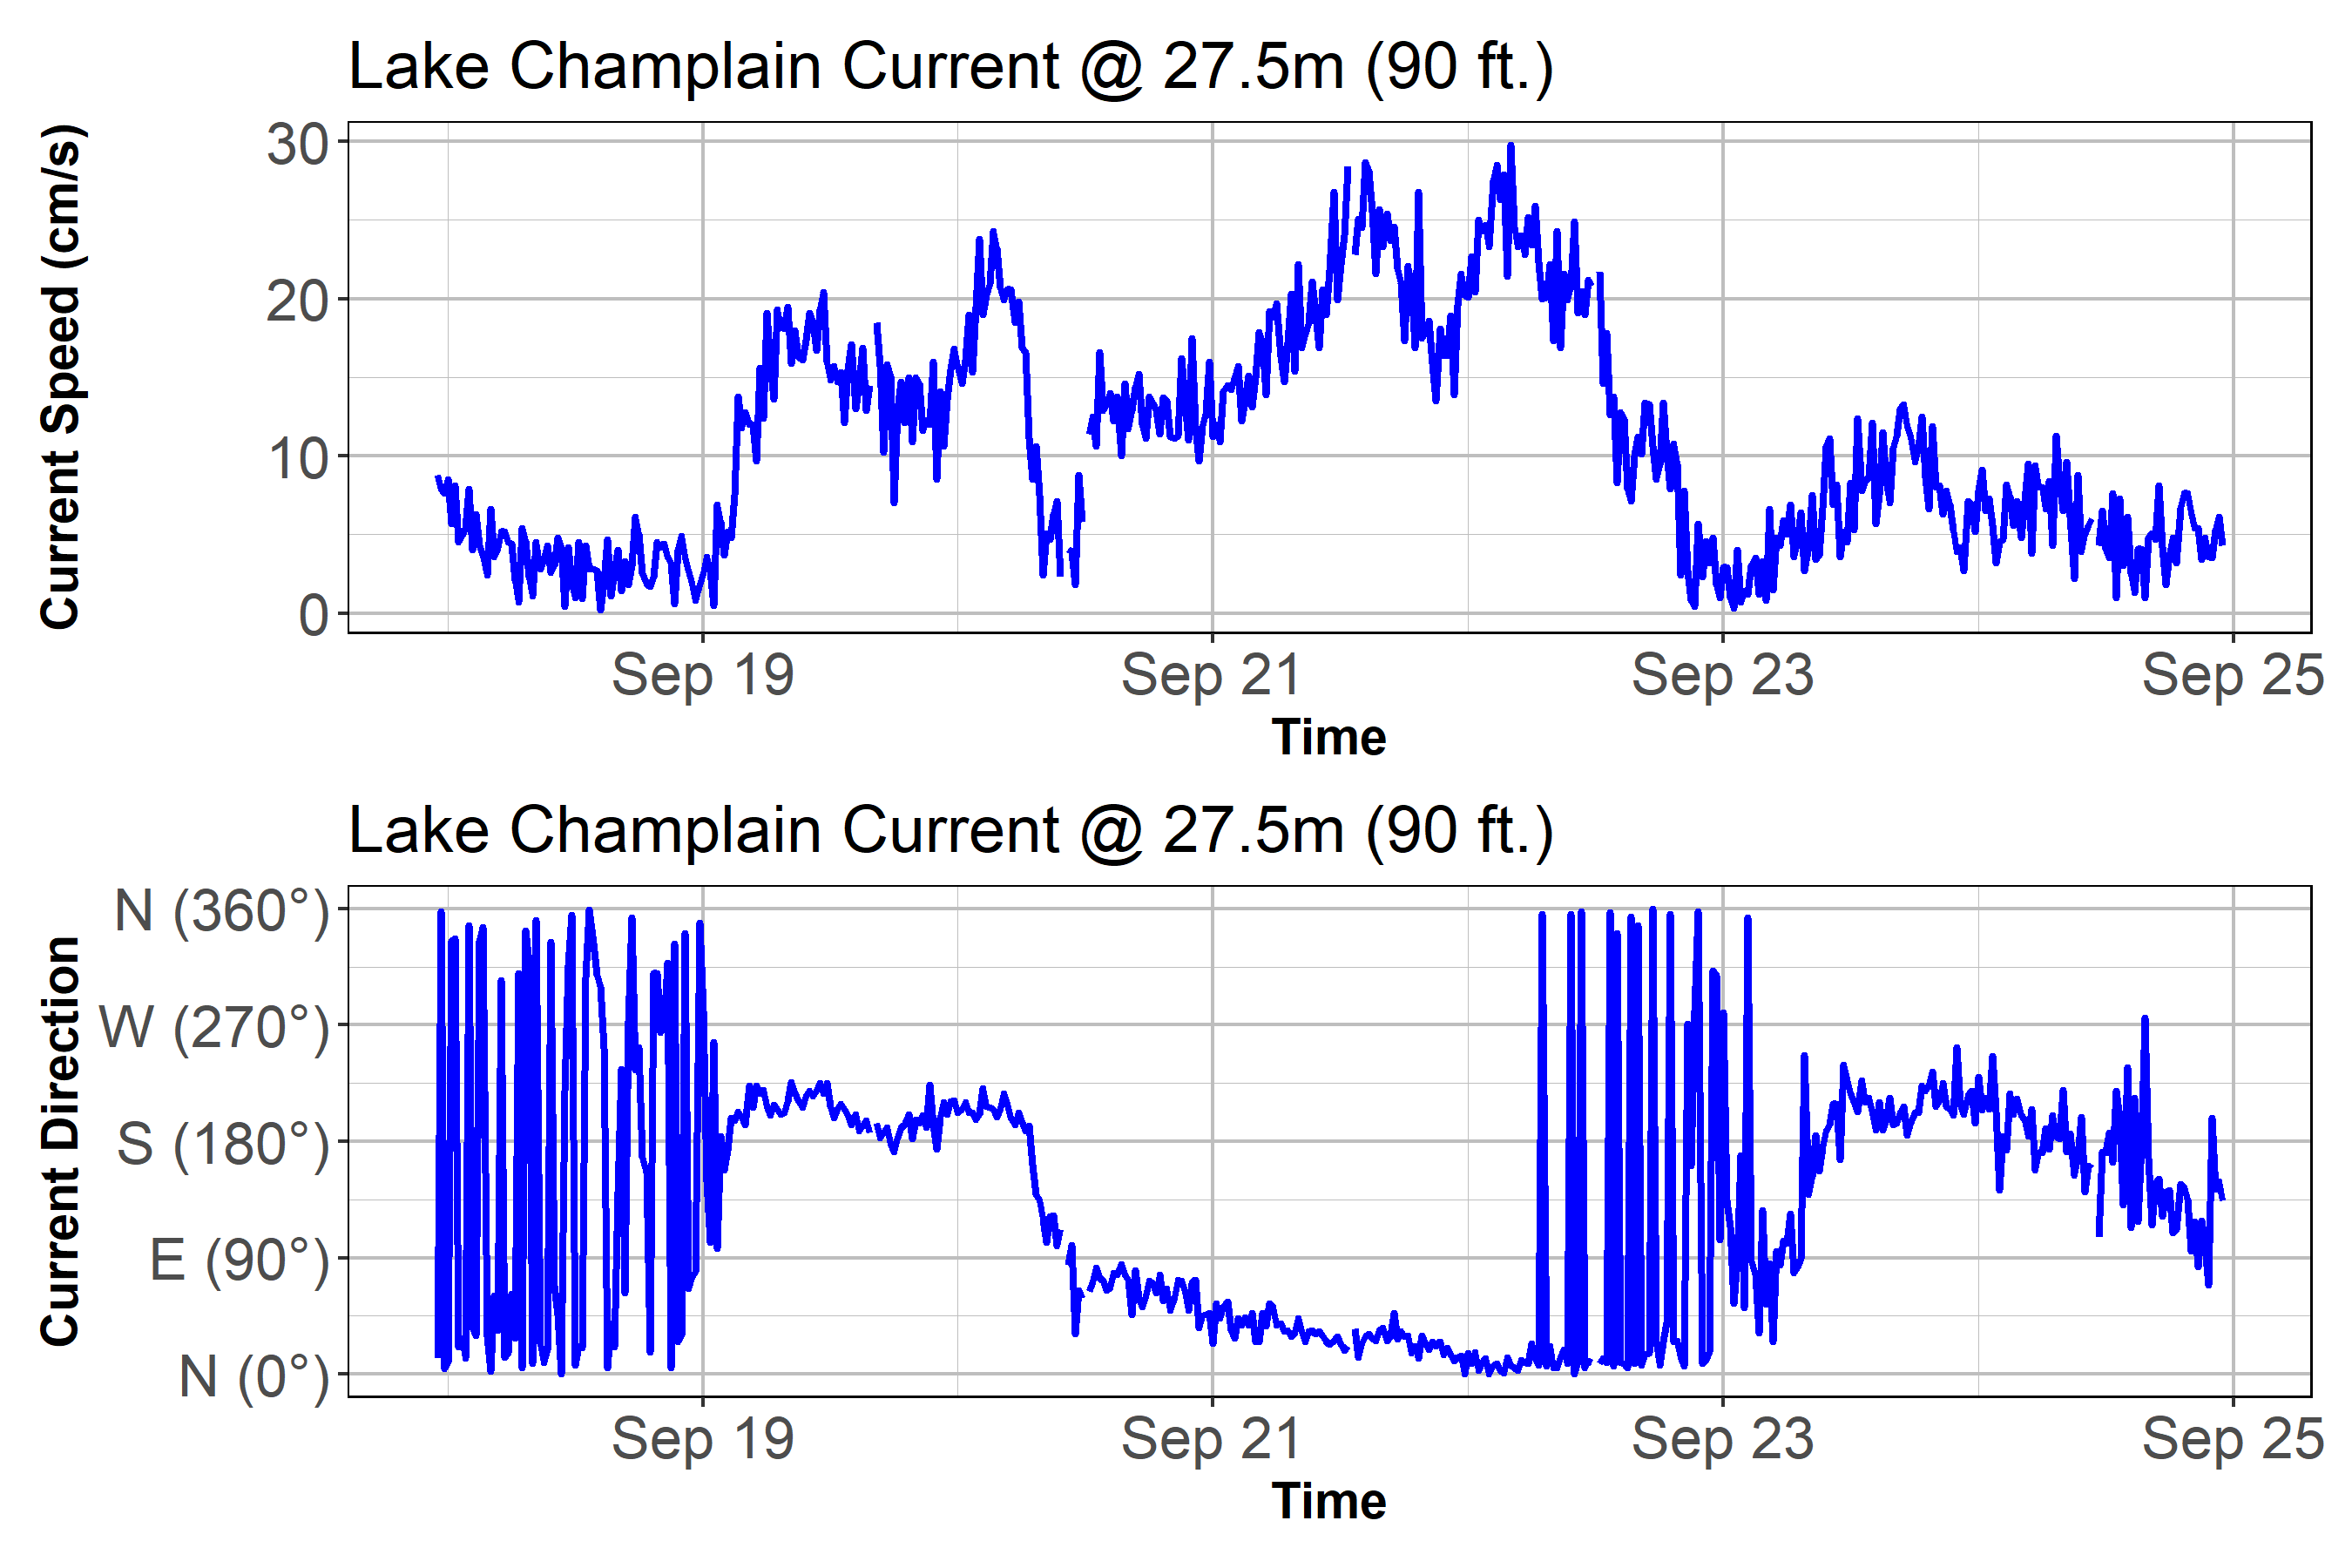 Lake Champlain Current @ 27.5m (90 ft.)
Current Speed (cm/s)
30
20
10
0
Sep 19 Sep 21 Sep 23 Sep 25
Time
Lake Champlain Current @ 27.5m (90 ft.)
Current Direction
N (360°)
W (270°)
S (180°)
E (90°)
N (0°)
Sep 19 Sep 21 Sep 23 Sep 25
Time